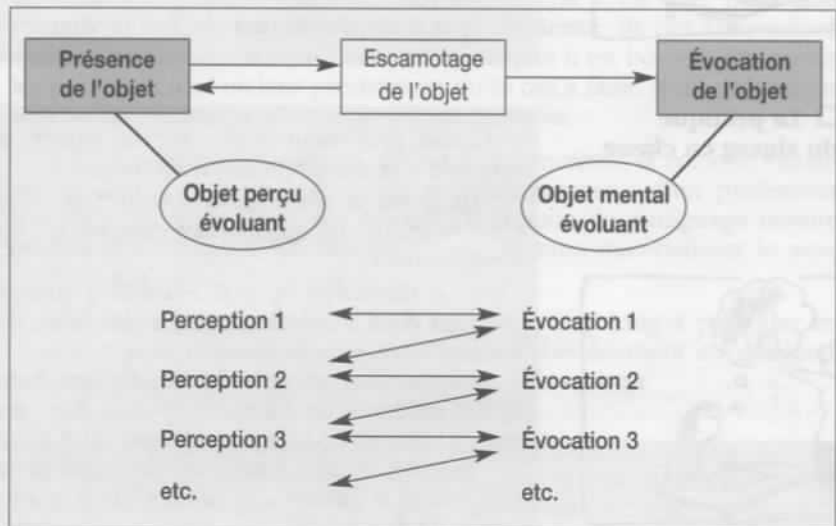 Présence
de l'objet
Escamotage
de l'objet
Évocation
de l'objet
Objet perçu
évoluant
Objet mental
évoluant
Perception 1
Évocation 1
Perception 2
Évocation 2
Perception 3
Évocation 3
etc.
etc.